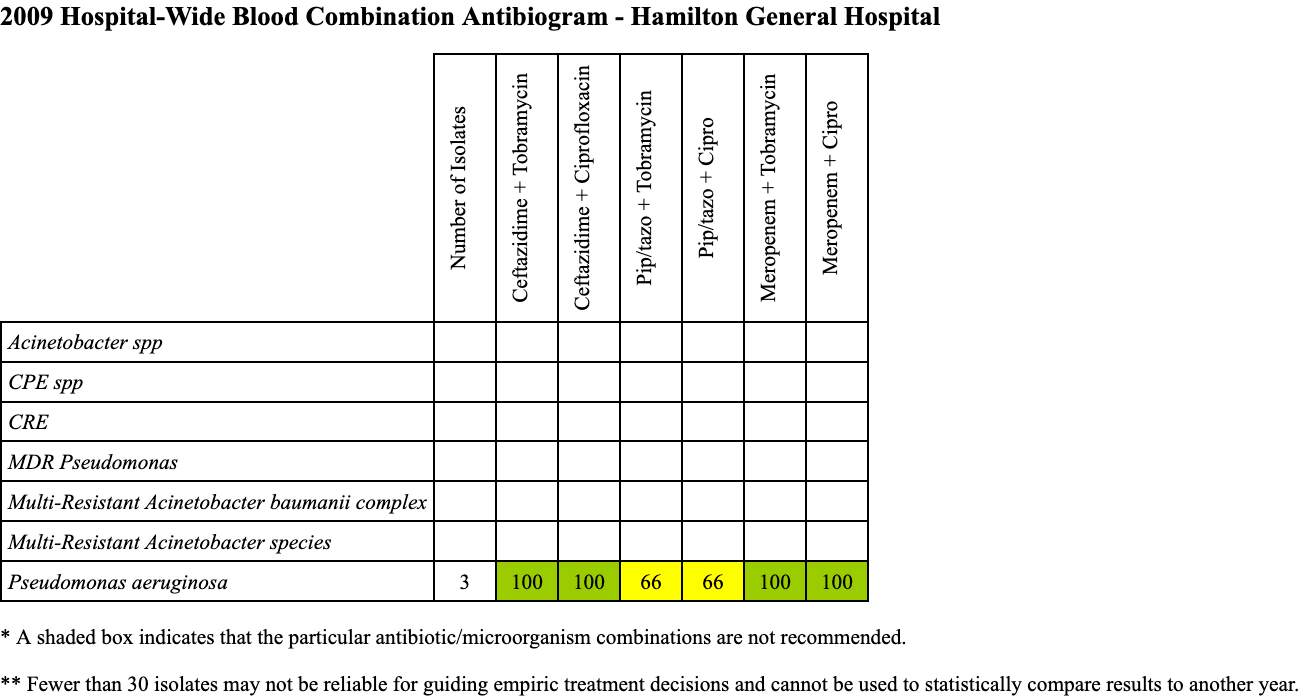 2009 Hospital-Wide Blood Combination Antibiogram - Hamilton General Hospital
Number of Isolates
Ceftazidime + Tobramycin
Ceftazidime + Ciprofloxacin
Pip/tazo + Tobramycin
Pip/tazo + Cipro
Meropenem + Tobramycin
Meropenem + Cipro
Acinetobacter spp
CPE spp
CRE
MDR Pseudomonas
Multi-Resistant Acinetobacter baumanii complex
Multi-Resistant Acinetobacter species
Pseudomonas aeruginosa 3 100 100 66 66 100 100
* A shaded box indicates that the particular antibiotic/microorganism combinations are not recommended.
** Fewer than 30 isolates may not be reliable for guiding empiric treatment decisions and cannot be used to statistically compare results to another year.